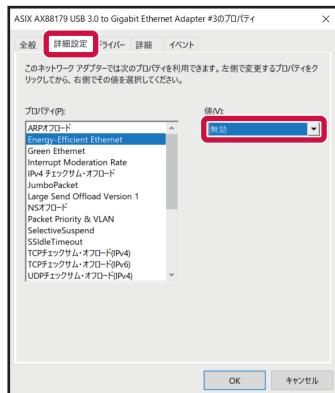 ASIX AX88179 USB 3.0 to Gigabit Ethernet Adapter #3のプロパティ
全般 詳細設定 ドライバー 詳細 イベント
このネットワーク アダプターでは次のプロパティを利用できます。左側で変更するプロパティをク
リックしてから、右側でその値を選択してください。
プロパティ(P): 値(V):
ARPオフロード
Energy-Efficient Ethernet 無効
Green Ethernet
Interrupt Moderation Rate
IPv4 チェックサム・オフロード
JumboPacket
Large Send Offload Version 1
NSオフロード
Packet Priority & VLAN
SelectiveSuspend
SSIdleTimeout
TCPチェックサム・オフロード(IPv4)
TCPチェックサム・オフロード(IPv6)
UDPチェックサム・オフロード(IPv4)
OK キャンセル